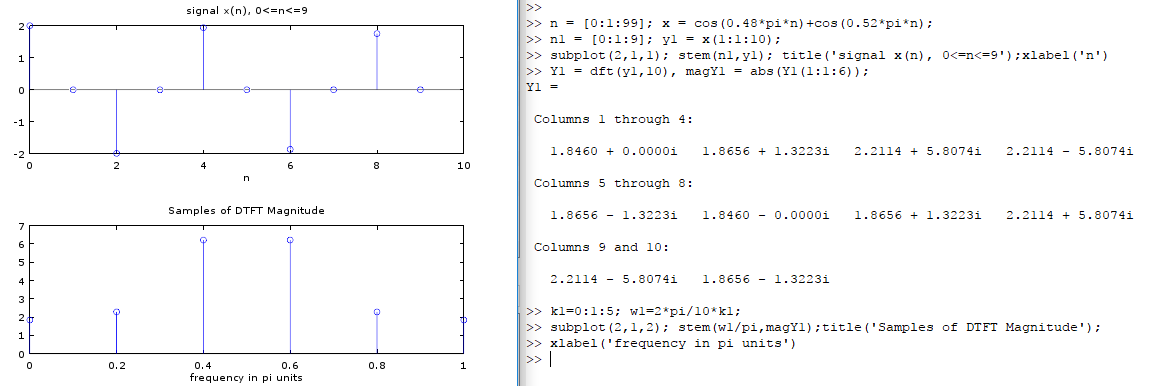 signal x(n), 0<=n<=9
2
1
0
-1
-2
0 2 4 6 8 10
n
Samples of DTFT Magnitude
7
6
5
4
3
2
1
0
0 0.2 0.4 0.6 0.8 1
frequency in pi units
>>
>> n = [0:1:99]; x = cos(0.48*pi*n)+cos(0.52*pi*n);
>> n1 = [0:1:9]; y1 = x(1:1:10);
>> subplot(2,1,1); stem(n1,y1); title('signal x(n), 0<=n<=9');xlabel('n')
>> Y1 = dft(y1,10), magY1 = abs(Y1(1:1:6));
Y1 =
Columns 1 through 4:
1.8460 + 0.0000i 1.8656 + 1.3223i 2.2114 + 5.8074i 2.2114 - 5.8074i
Columns 5 through 8:
1.8656 - 1.3223i 1.8460 - 0.0000i 1.8656 + 1.3223i 2.2114 + 5.8074i
Columns 9 and 10:
2.2114 - 5.8074i 1.8656 - 1.3223i
>> k1=0:1:5; w1=2*pi/10*k1;
>> subplot(2,1,2); stem(w1/pi,magY1);title('Samples of DTFT Magnitude');
>> xlabel('frequency in pi units')
>>